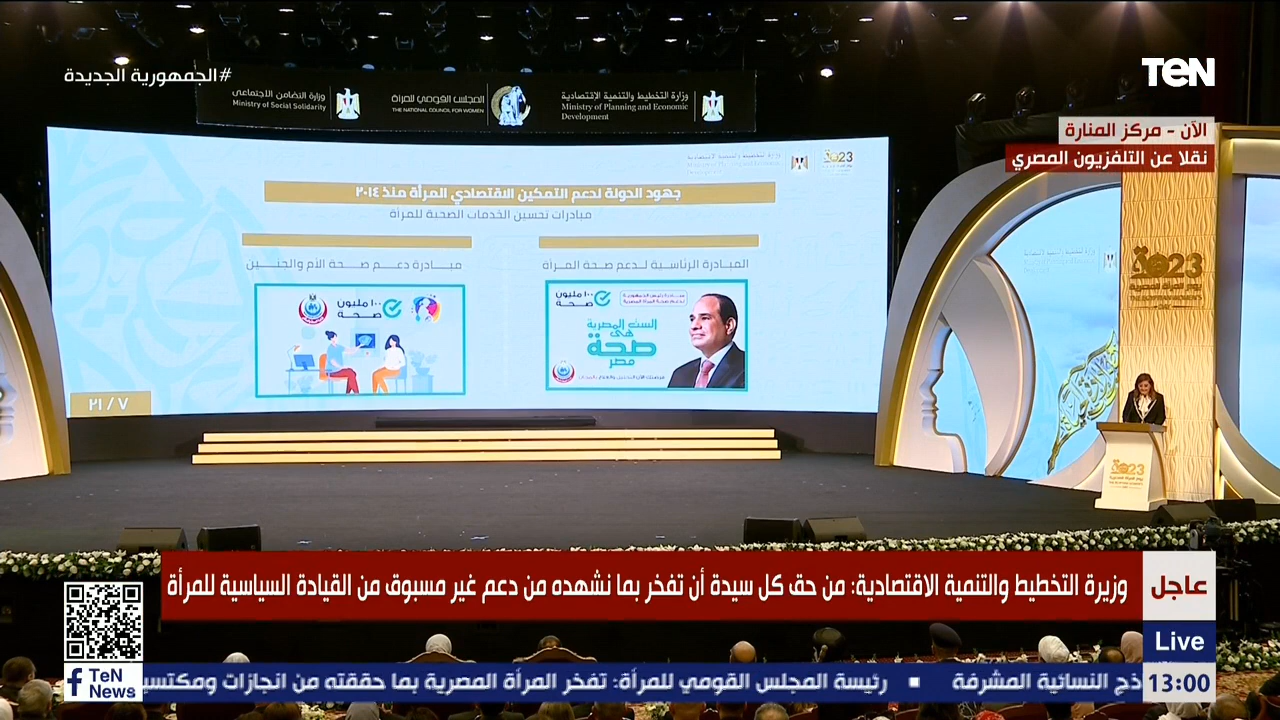 #الجمهورية الجديدة
TEN
وزارة التضامن الاجتماعي
Ministry of Social Solidarity
المجلس القومي للمرأة
THE NATIONAL COUNCIL FOR WOMEN
وزارة التخطيط والتنمية الاقتصادية
Ministry of Planning and Economic
Development
الآن - مركز المنارة
نقلا عن التلفزيون المصري
2023
جهود الدولة لدعم التمكين الاقتصادي المرأة منذ ٢٠١٤
مبادرات تحسين الخدمات الصحية للمرأة
المبادرة الرئاسية لدعم صحة المرأة
مبادرة دعم صحة الأم والجنين
١٠٠ مليون
صحة
الست المصرية
هي
صحة
مصر
١٠٠ مليون
صحة
٢١ / ٧
2023
2023
عاجل
وزيرة التخطيط والتنمية الاقتصادية: من حق كل سيدة أن تفخر بما نشهده من دعم غير مسبوق من القيادة السياسية للمرأة
Live
13:00
ذج النسائية المشرفة ■ رئيسة المجلس القومي للمرأة: تفخر المرأة المصرية بما حققته من انجازات ومكتسب
TeN
News